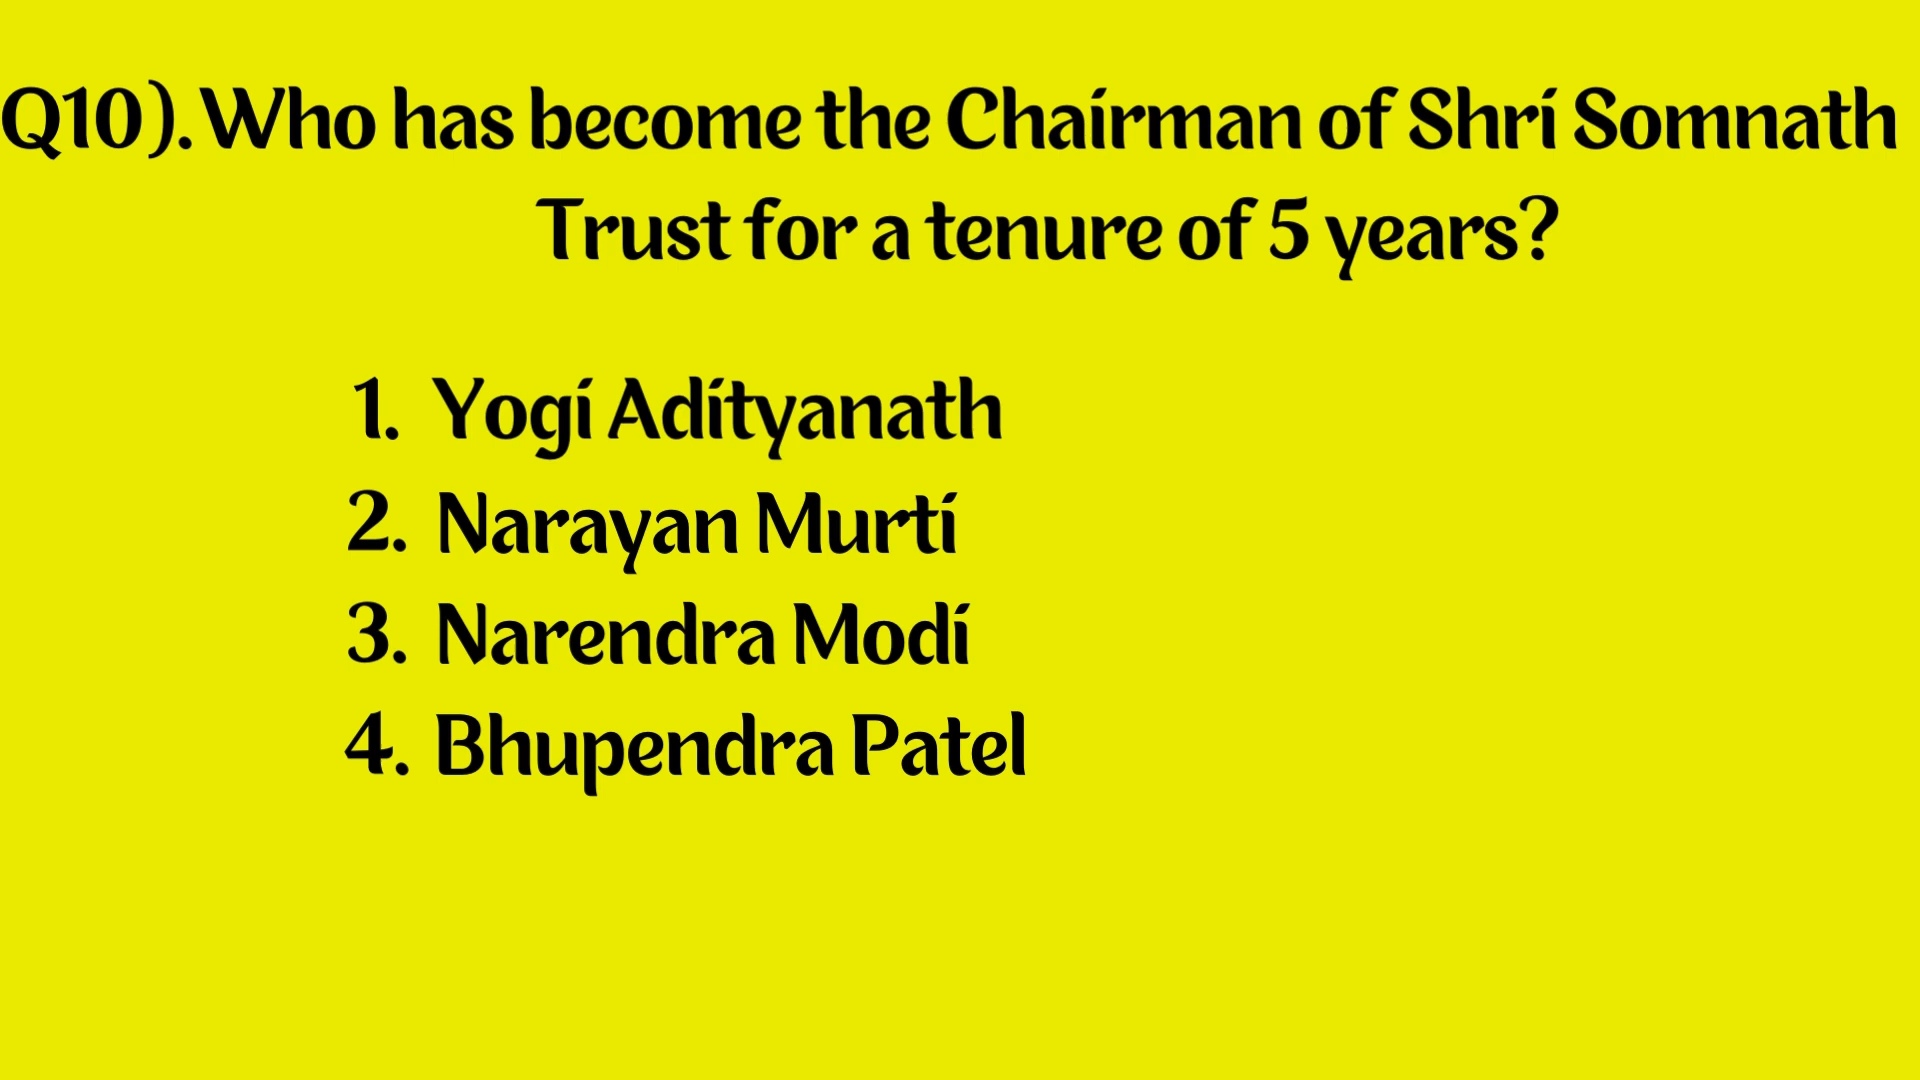 Q10). Who has become the Chairman of Shri Somnath
Trust for a tenure of 5 years?
1. Yogi Adityanath
2. Narayan Murti
3. Narendra Modi
4. Bhupendra Patel